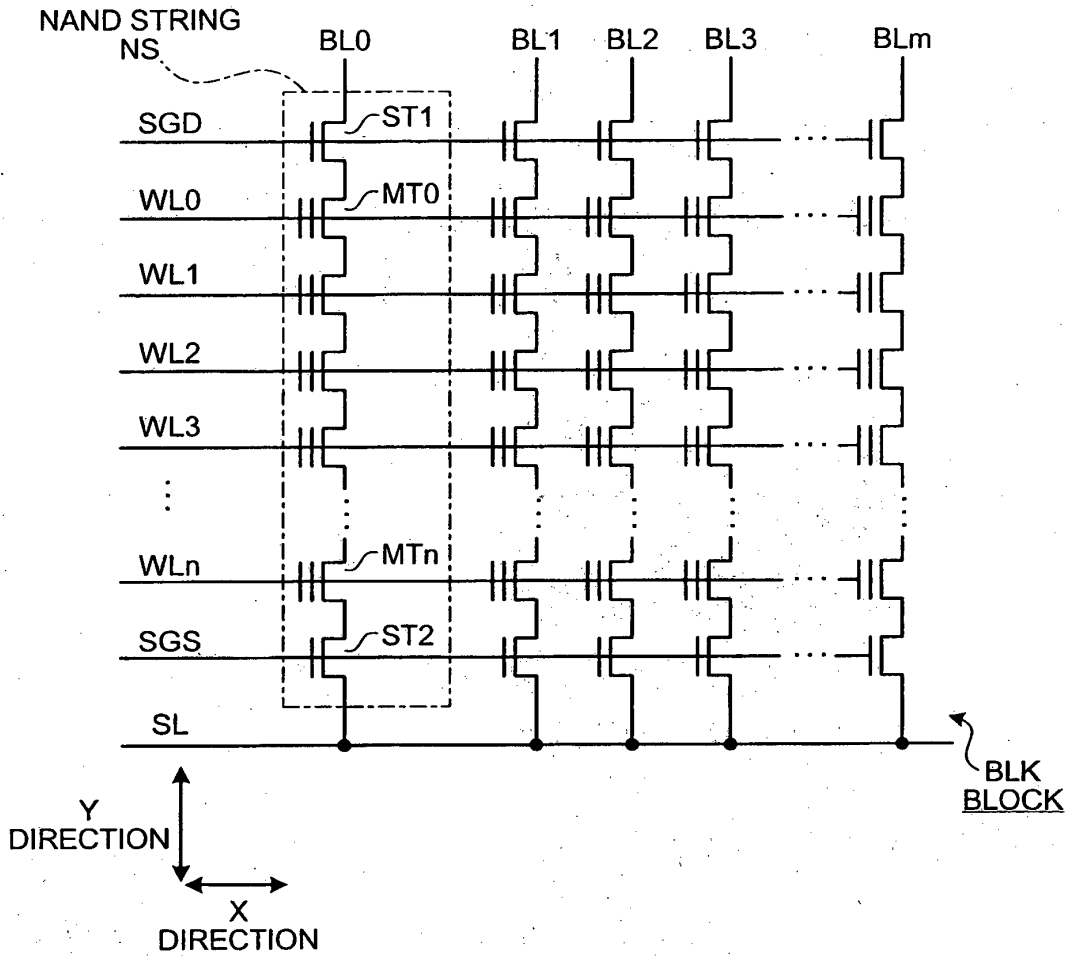 NAND STRING
NS
BL0
BL1
BL2
BL3
BLm
SGD
ST1
WL0
MT0
WL1
WL2
WL3
WLn
MTn
SGS
ST2
SL
BLK
BLOCK
Y
DIRECTION
X
DIRECTION